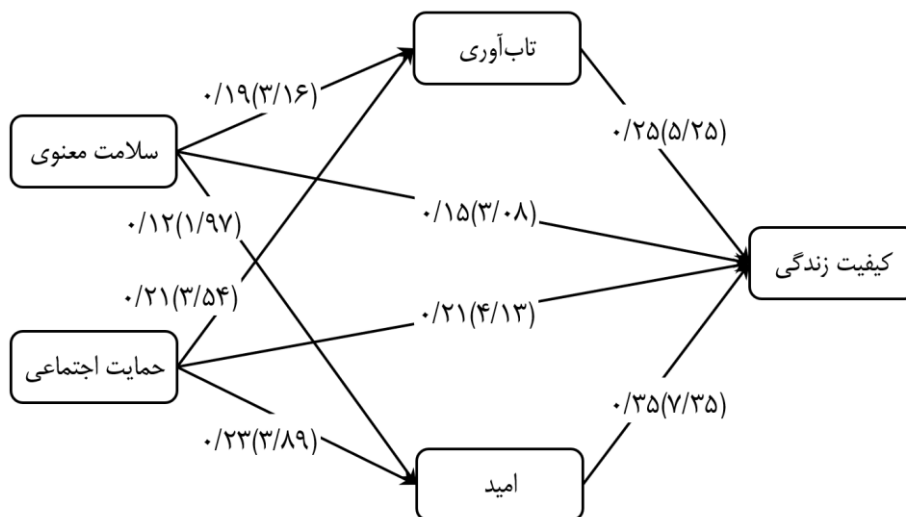 تاب‌آوری
۰/۱۹(۳/۱۶)
۰/۲۵(۵/۲۵)
سلامت معنوی
۰/۱۲(۱/۹۷)
۰/۱۵(۳/۰۸)
کیفیت زندگی
۰/۲۱(۳/۵۴)
۰/۲۱(۴/۱۳)
حمایت اجتماعی
۰/۳۵(۷/۳۵)
۰/۲۳(۳/۸۹)
امید